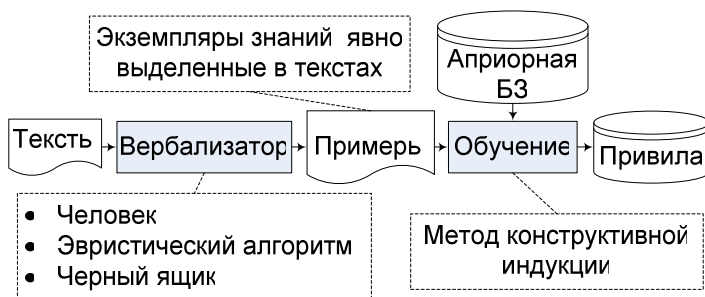 Экземпляры знаний явно
выделенные в текстах
Априорная
БЗ
Тексть
Вербализатор
Примерь
Обучение
Привила
• Человек
• Эвристический алгоритм
• Черный ящик
Метод конструктивной
индукции